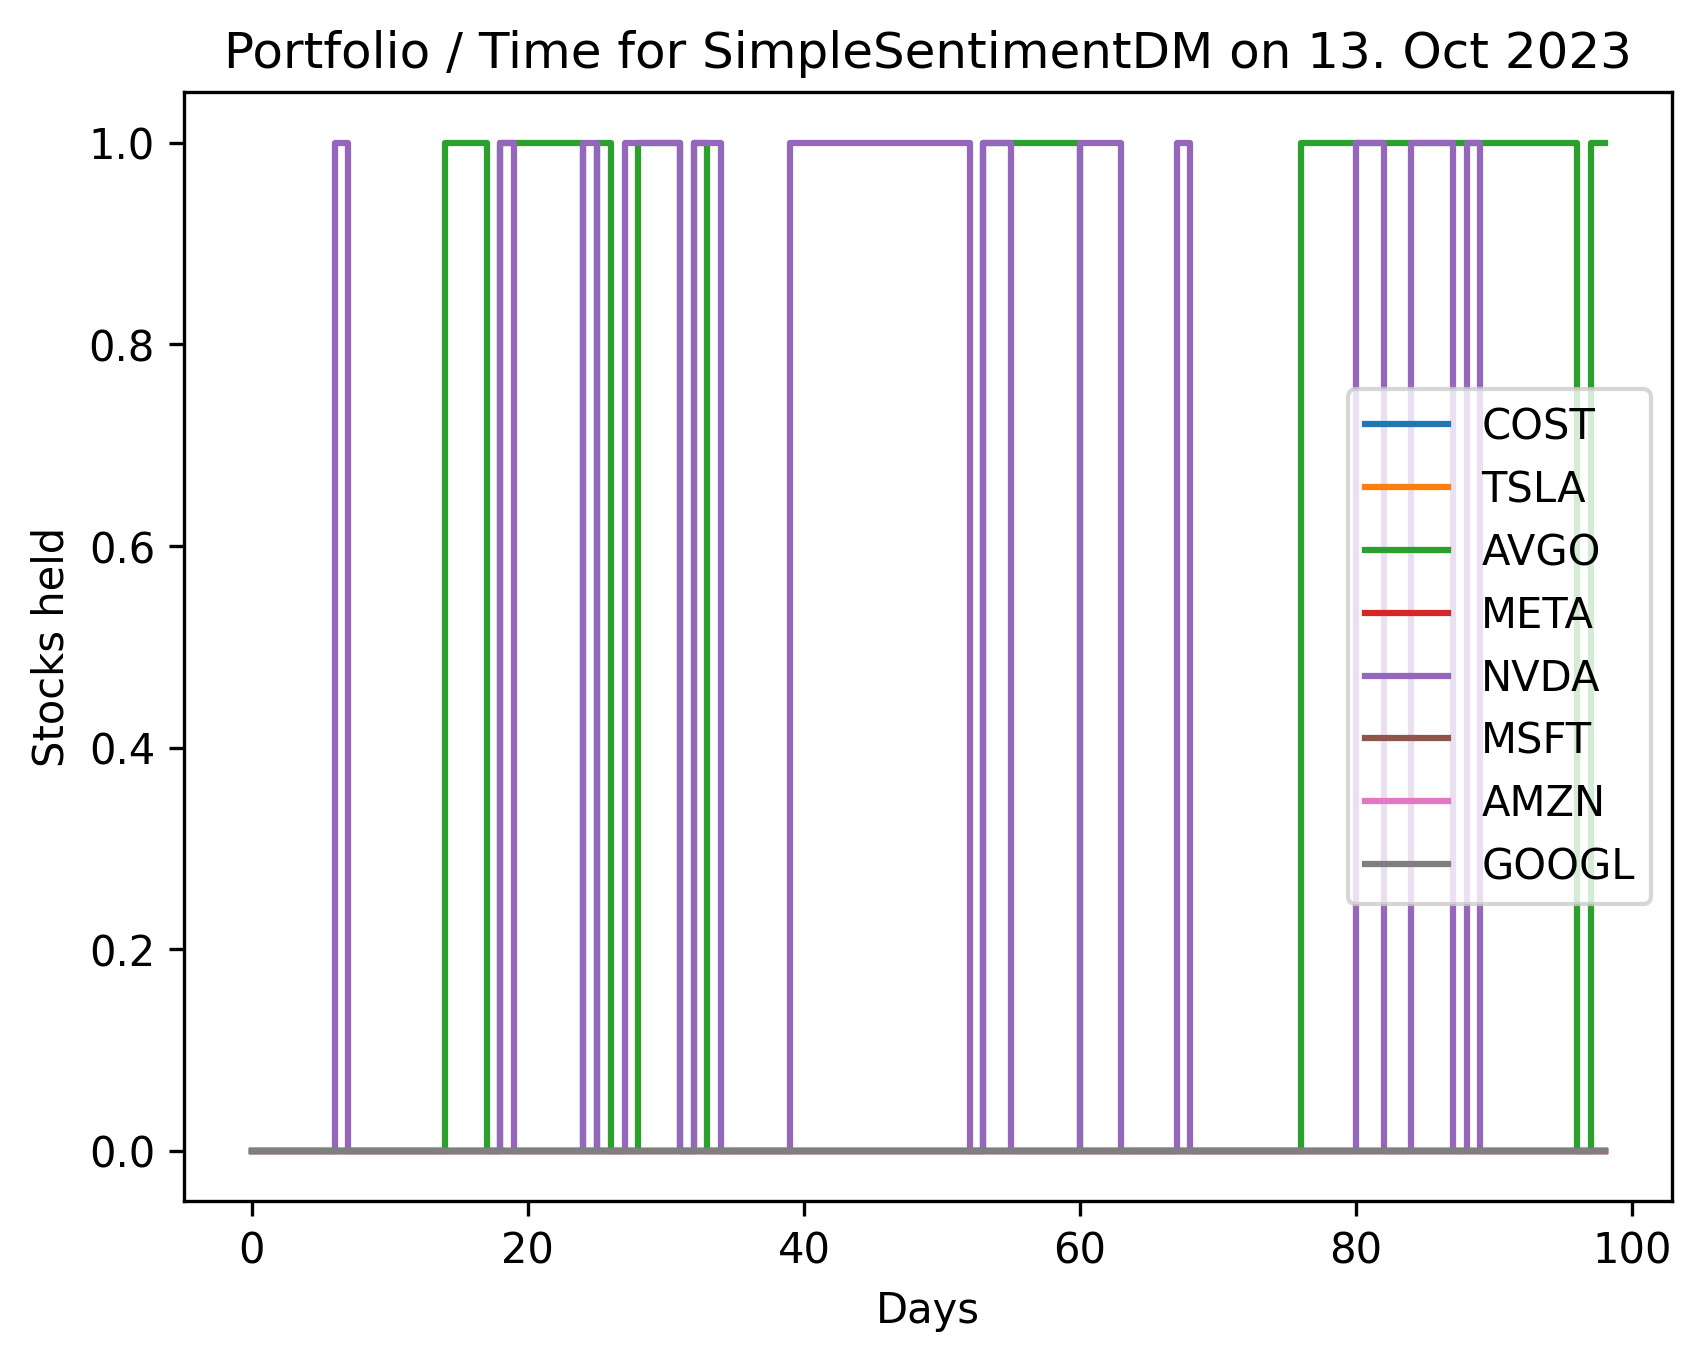 Portfolio / Time for SimpleSentimentDM on 13. Oct 2023
1.0
0.8
0.6
0.4
0.2
0.0
Stocks held
COST
TSLA
AVGO
META
NVDA
MSFT
AMZN
GOOGL
0 20 40 60 80 100
Days